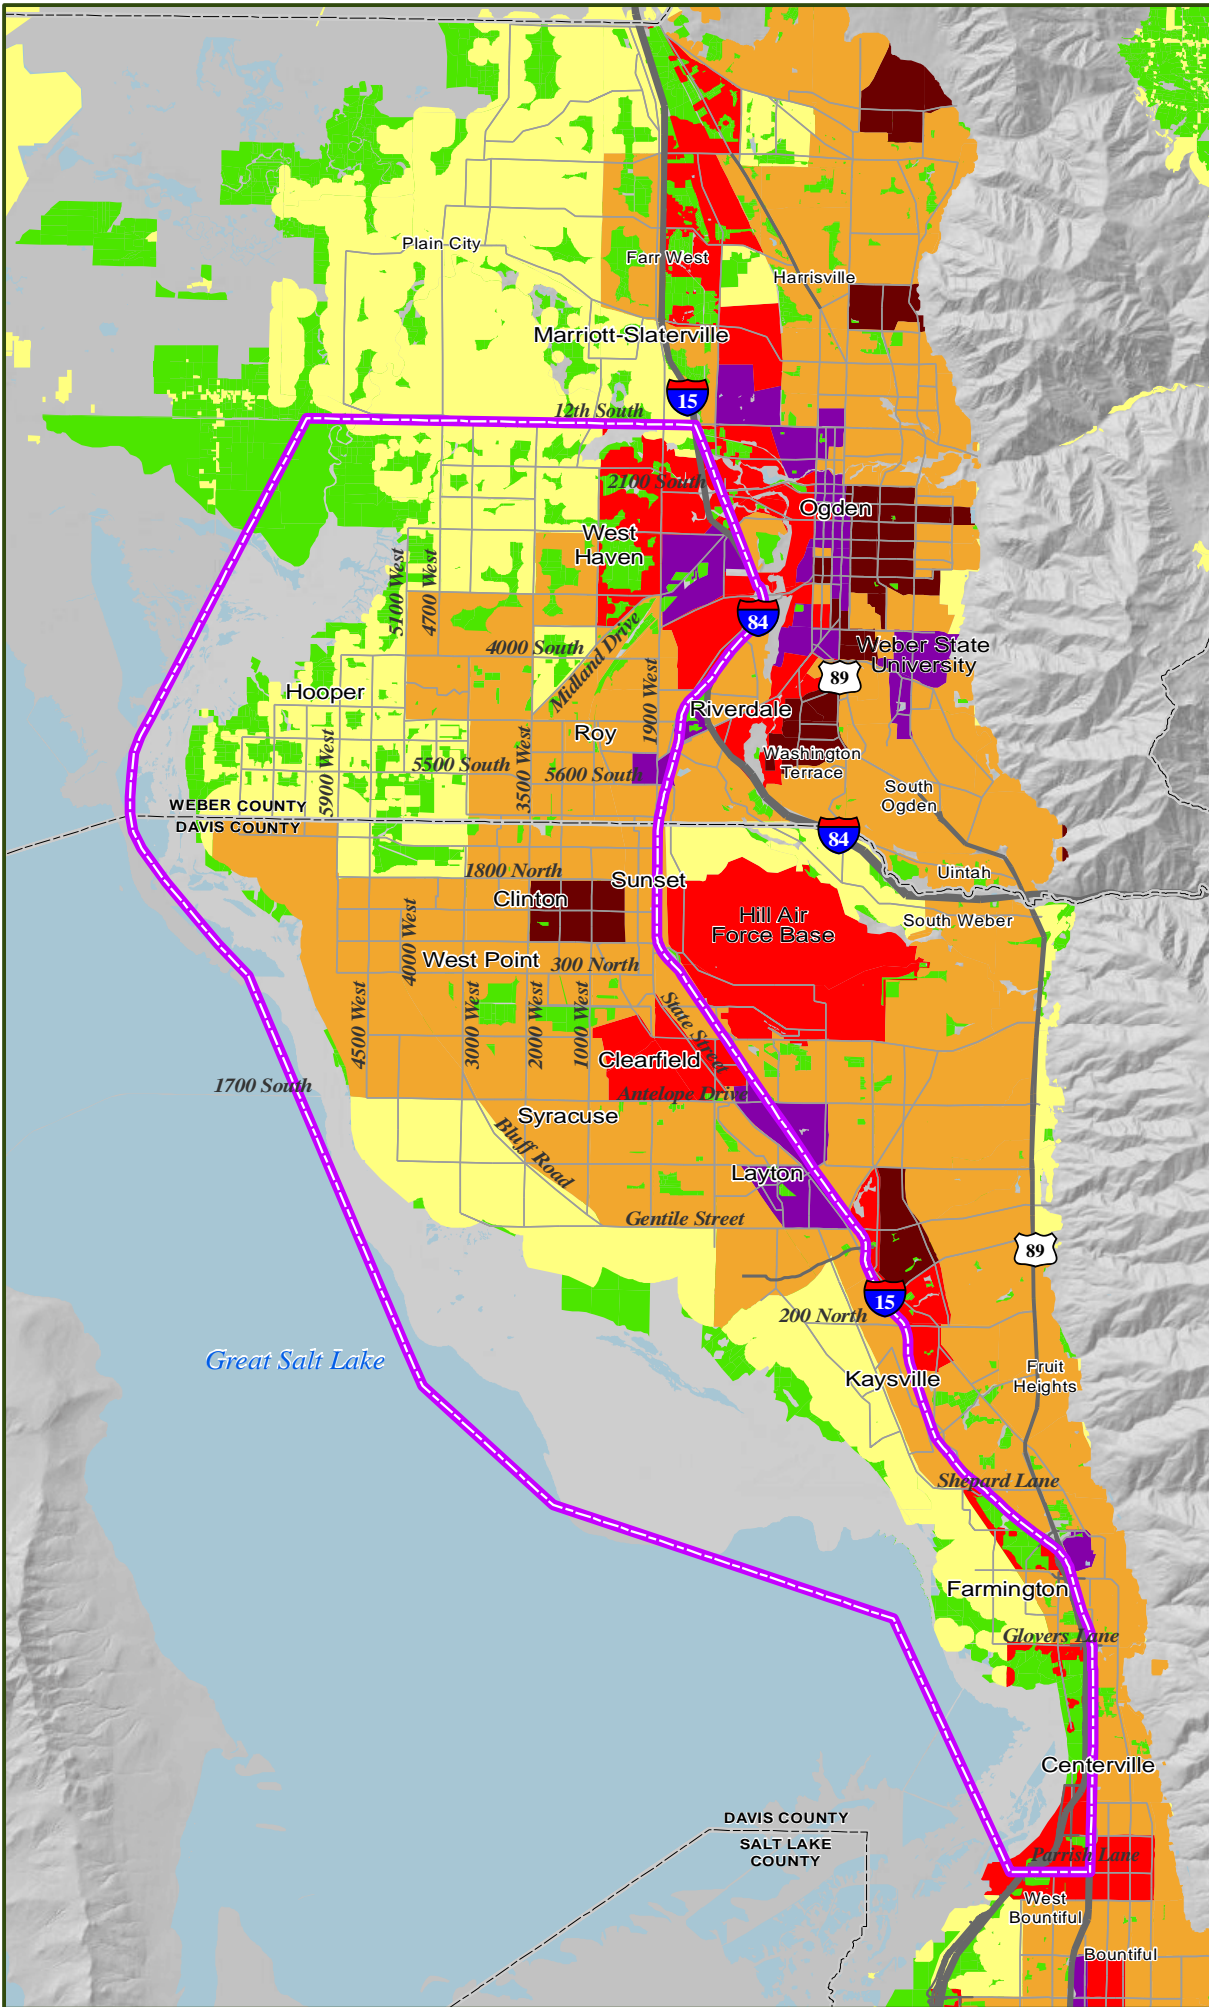 Plain City
Farr West
Harrisville
Marriott-Slaterville
15
12th South
2100 South
Ogden
West
Haven
5100 West
4700 West
84
4000 South
Midland Drive
Weber State
University
89
Hooper
1900 West
Riverdale
Roy
5900 West
5500 South
3500 West
5600 South
Washington
Terrace
South
Ogden
WEBER COUNTY
DAVIS COUNTY
84
1800 North
Sunset
Uintah
Clinton
Hill Air
Force Base
South Weber
4000 West
West Point
300 North
4500 West
3000 West
2000 West
1000 West
State Street
Clearfield
1700 South
Antelope Drive
Syracuse
Bluff Road
Layton
Gentile Street
89
15
200 North
Great Salt Lake
Kaysville
Fruit
Heights
Shepard Lane
Farmington
Glovers Lane
Centerville
DAVIS COUNTY
SALT LAKE
COUNTY
Parrish Lane
West
Bountiful
Bountiful